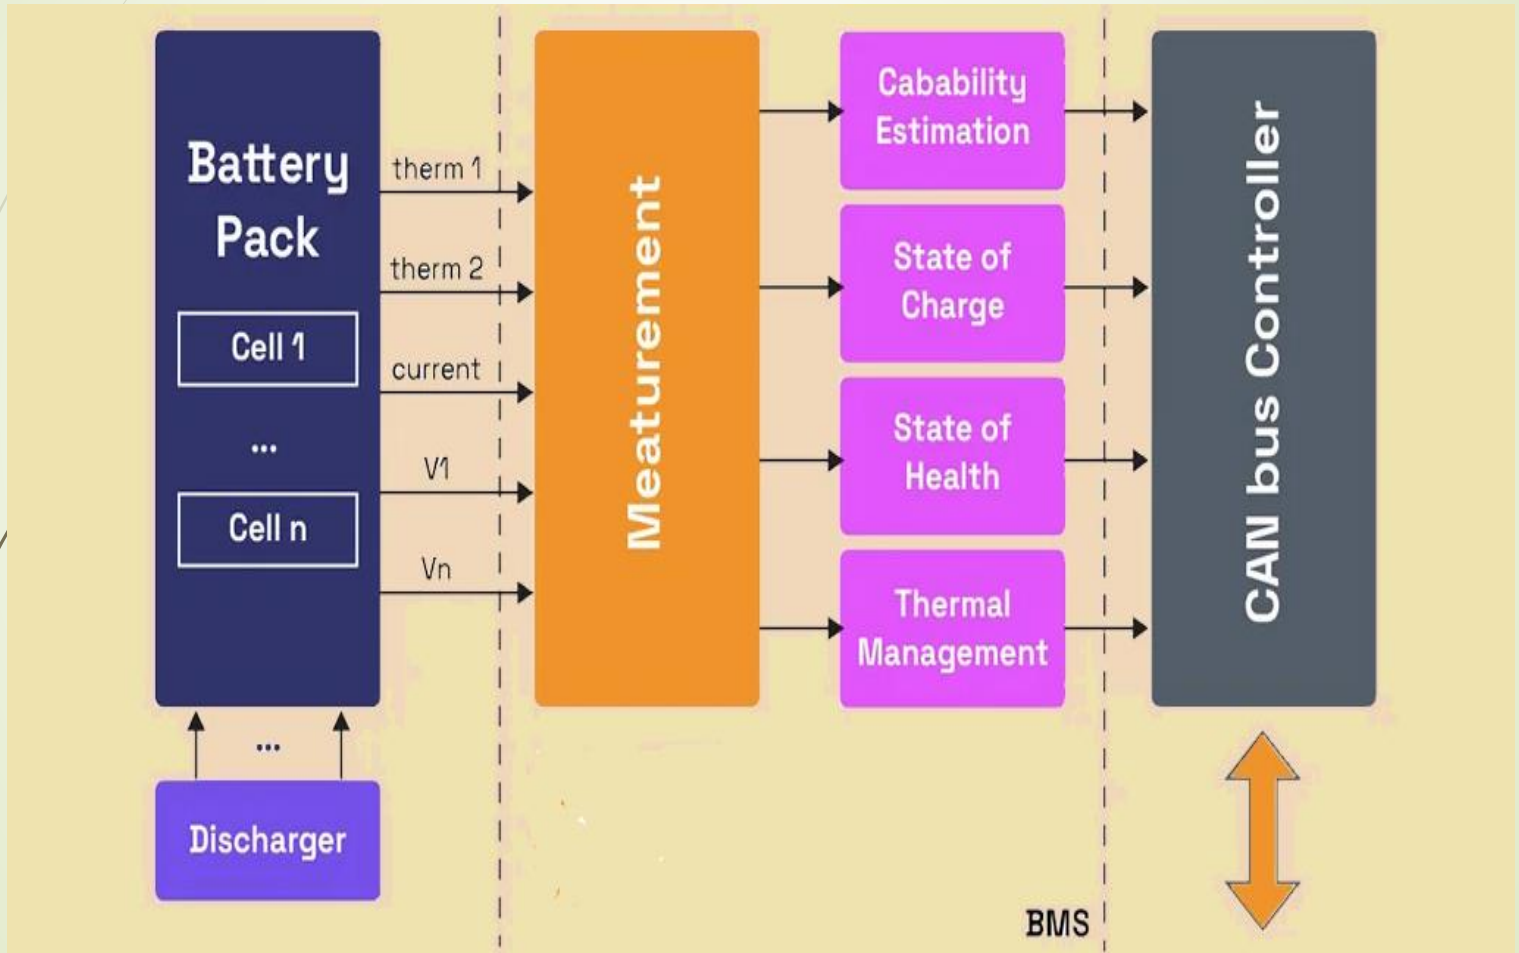 Battery
Pack
Cell 1
...
Cell n
...
Discharger
therm 1
therm 2
current
V1
Vn
Meaturement
Cabability
Estimation
State of
Charge
State of
Health
Thermal
Management
BMS
CAN bus Controller